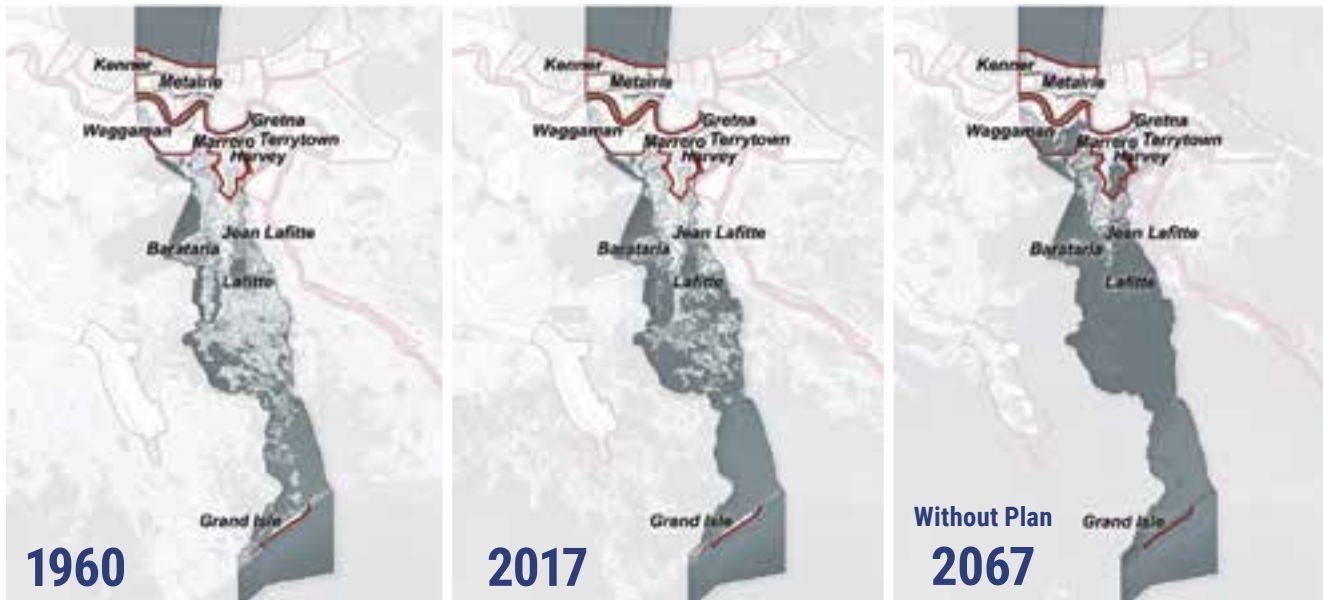 Kenner
Metairie
Gretna
Waggaman
Marrero Terrytown
Harvey
Jean Lafitte
Barataria
Lafitte
Grand Isle
1960
Kenner
Metairie
Gretna
Waggaman
Marrero Terrytown
Harvey
Jean Lafitte
Barataria
Lafitte
Grand Isle
2017
Kenner
Metairie
Gretna
Waggaman
Marrero Terrytown
Harvey
Jean Lafitte
Barataria
Lafitte
Without Plan
Grand Isle
2067